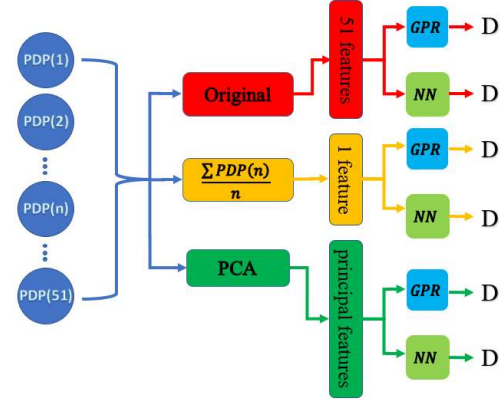 PDP(1)
PDP(2)
PDP(n)
PDP(51)
Original
51 features
GPR
D
NN
D
∑ PDP(n)
n
1 feature
GPR
D
NN
D
PCA
principal features
GPR
D
NN
D